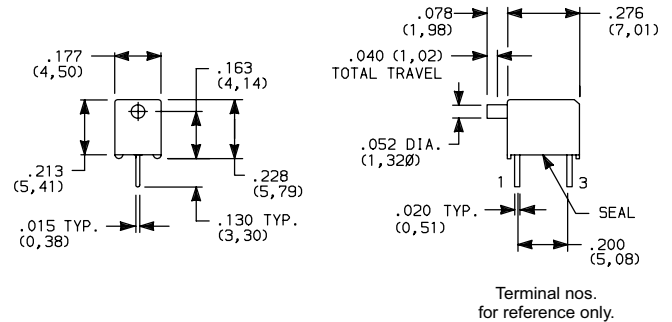 .177
(4,50)
.163
(4,14)
.213
(5,41)
.228
(5,79)
.015 TYP.
(0,38)
.130 TYP.
(3,30)
.078
(1,98)
.276
(7,01)
.040 (1,02)
TOTAL TRAVEL
.052 DIA.
(1,32Ø)
1
3
.020 TYP.
(0,51)
SEAL
.200
(5,08)
Terminal nos.
for reference only.